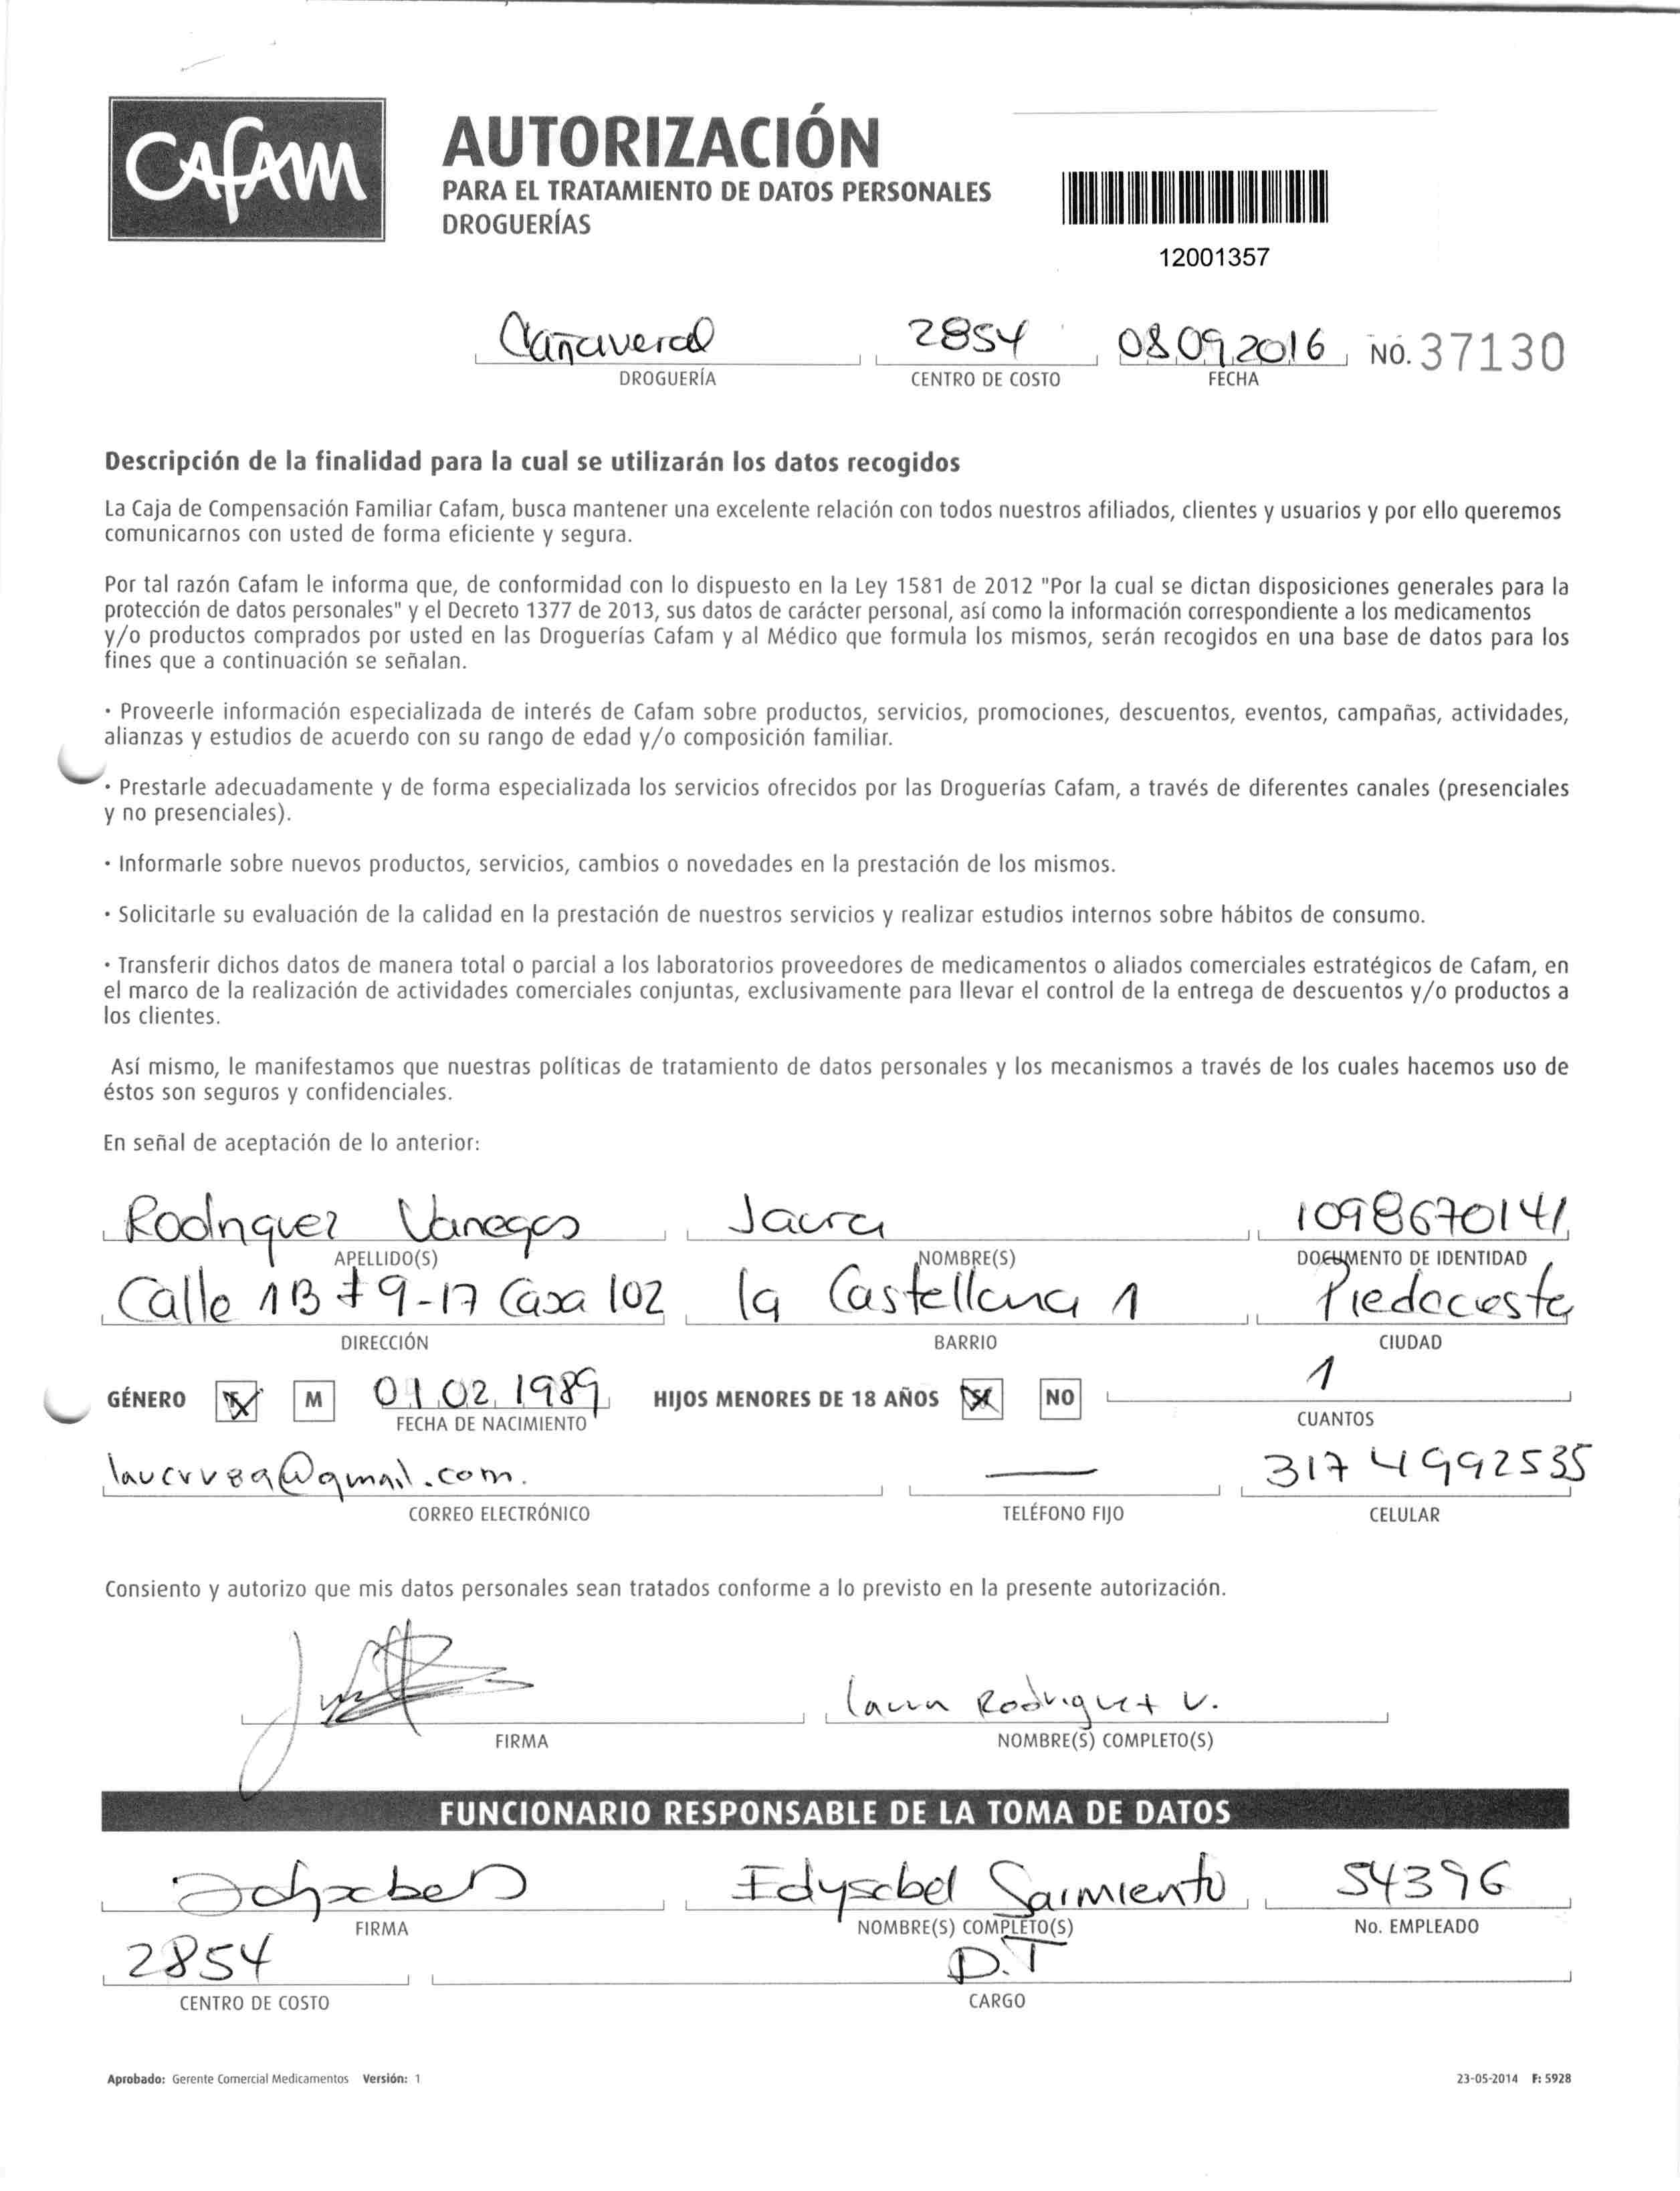 CAFAM
AUTORIZACIÓN
PARA EL TRATAMIENTO DE DATOS PERSONALES
DROGUERÍAS
12001357
Cañaveral 2854 08.09.2016 NO. 37130
DROGUERÍA CENTRO DE COSTO FECHA
Descripción de la finalidad para la cual se utilizarán los datos recogidos
La Caja de Compensación Familiar Cafam, busca mantener una excelente relación con todos nuestros afiliados, clientes y usuarios y por ello queremos
comunicarnos con usted de forma eficiente y segura.
Por tal razón Cafam le informa que, de conformidad con lo dispuesto en la Ley 1581 de 2012 "Por la cual se dictan disposiciones generales para la
protección de datos personales" y el Decreto 1377 de 2013, sus datos de carácter personal, así como la información correspondiente a los medicamentos
y/o productos comprados por usted en las Droguerías Cafam y al Médico que formula los mismos, serán recogidos en una base de datos para los
fines que a continuación se señalan.
· Proveerle información especializada de interés de Cafam sobre productos, servicios, promociones, descuentos, eventos, campañas, actividades,
alianzas y estudios de acuerdo con su rango de edad y/o composición familiar.
· Prestarle adecuadamente y de forma especializada los servicios ofrecidos por las Droguerías Cafam, a través de diferentes canales (presenciales
y no presenciales).
· Informarle sobre nuevos productos, servicios, cambios o novedades en la prestación de los mismos.
· Solicitarle su evaluación de la calidad en la prestación de nuestros servicios y realizar estudios internos sobre hábitos de consumo.
· Transferir dichos datos de manera total o parcial a los laboratorios proveedores de medicamentos o aliados comerciales estratégicos de Cafam, en
el marco de la realización de actividades comerciales conjuntas, exclusivamente para llevar el control de la entrega de descuentos y/o productos a
los clientes.
Así mismo, le manifestamos que nuestras políticas de tratamiento de datos personales y los mecanismos a través de los cuales hacemos uso de
éstos son seguros y confidenciales.
En señal de aceptación de lo anterior:
Rodriguez Vanegas Laura 1098670141
APELLIDO(S) NOMBRE(S) DOCUMENTO DE IDENTIDAD
Calle 1B # 9-17 Casa 102 la Castellana 1 Piedecuesta
DIRECCIÓN BARRIO CIUDAD
GÉNERO F M 01.02.1989 HIJOS MENORES DE 18 AÑOS SI NO 1
FECHA DE NACIMIENTO CUANTOS
@gmail.com. — 317 4992535
CORREO ELECTRÓNICO TELÉFONO FIJO CELULAR
Consiento y autorizo que mis datos personales sean tratados conforme a lo previsto en la presente autorización.
Laura Rodriguez V.
FIRMA NOMBRE(S) COMPLETO(S)
FUNCIONARIO RESPONSABLE DE LA TOMA DE DATOS
Edysabel Sarmiento 54396
FIRMA NOMBRE(S) COMPLETO(S) No. EMPLEADO
2854 D.T
CENTRO DE COSTO CARGO
Aprobado: Gerente Comercial Medicamentos Versión: 1 23-05-2014 F: 5928